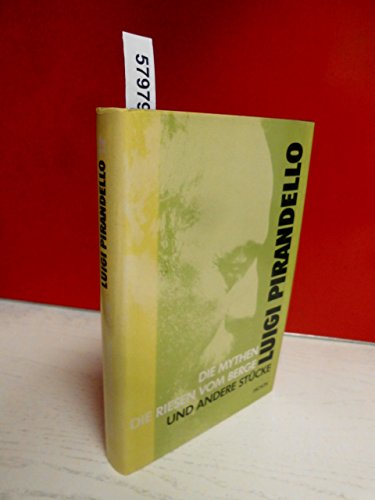 57979
LUIGI PIRANDELLO
LUIGI PIRANDELLO
DIE MYTHEN
DIE RIESEN VOM BERGE
UND ANDERE STÜCKE